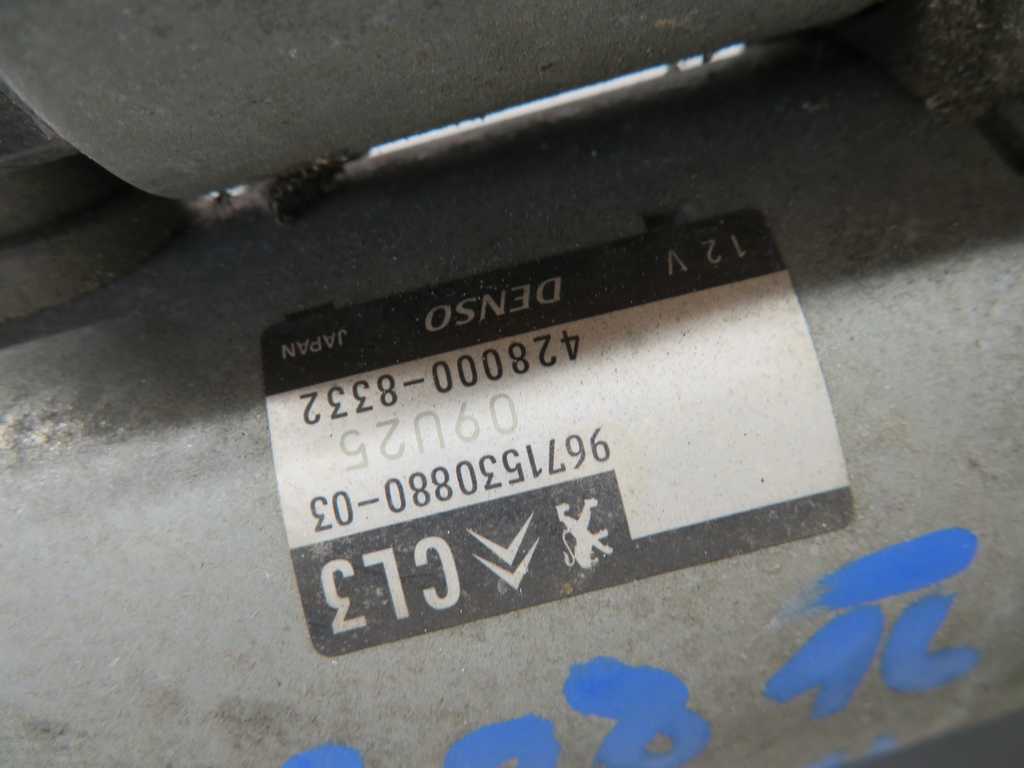 CL3
9671530880-03
09U25
428000-8332
12 V DENSO JAPAN